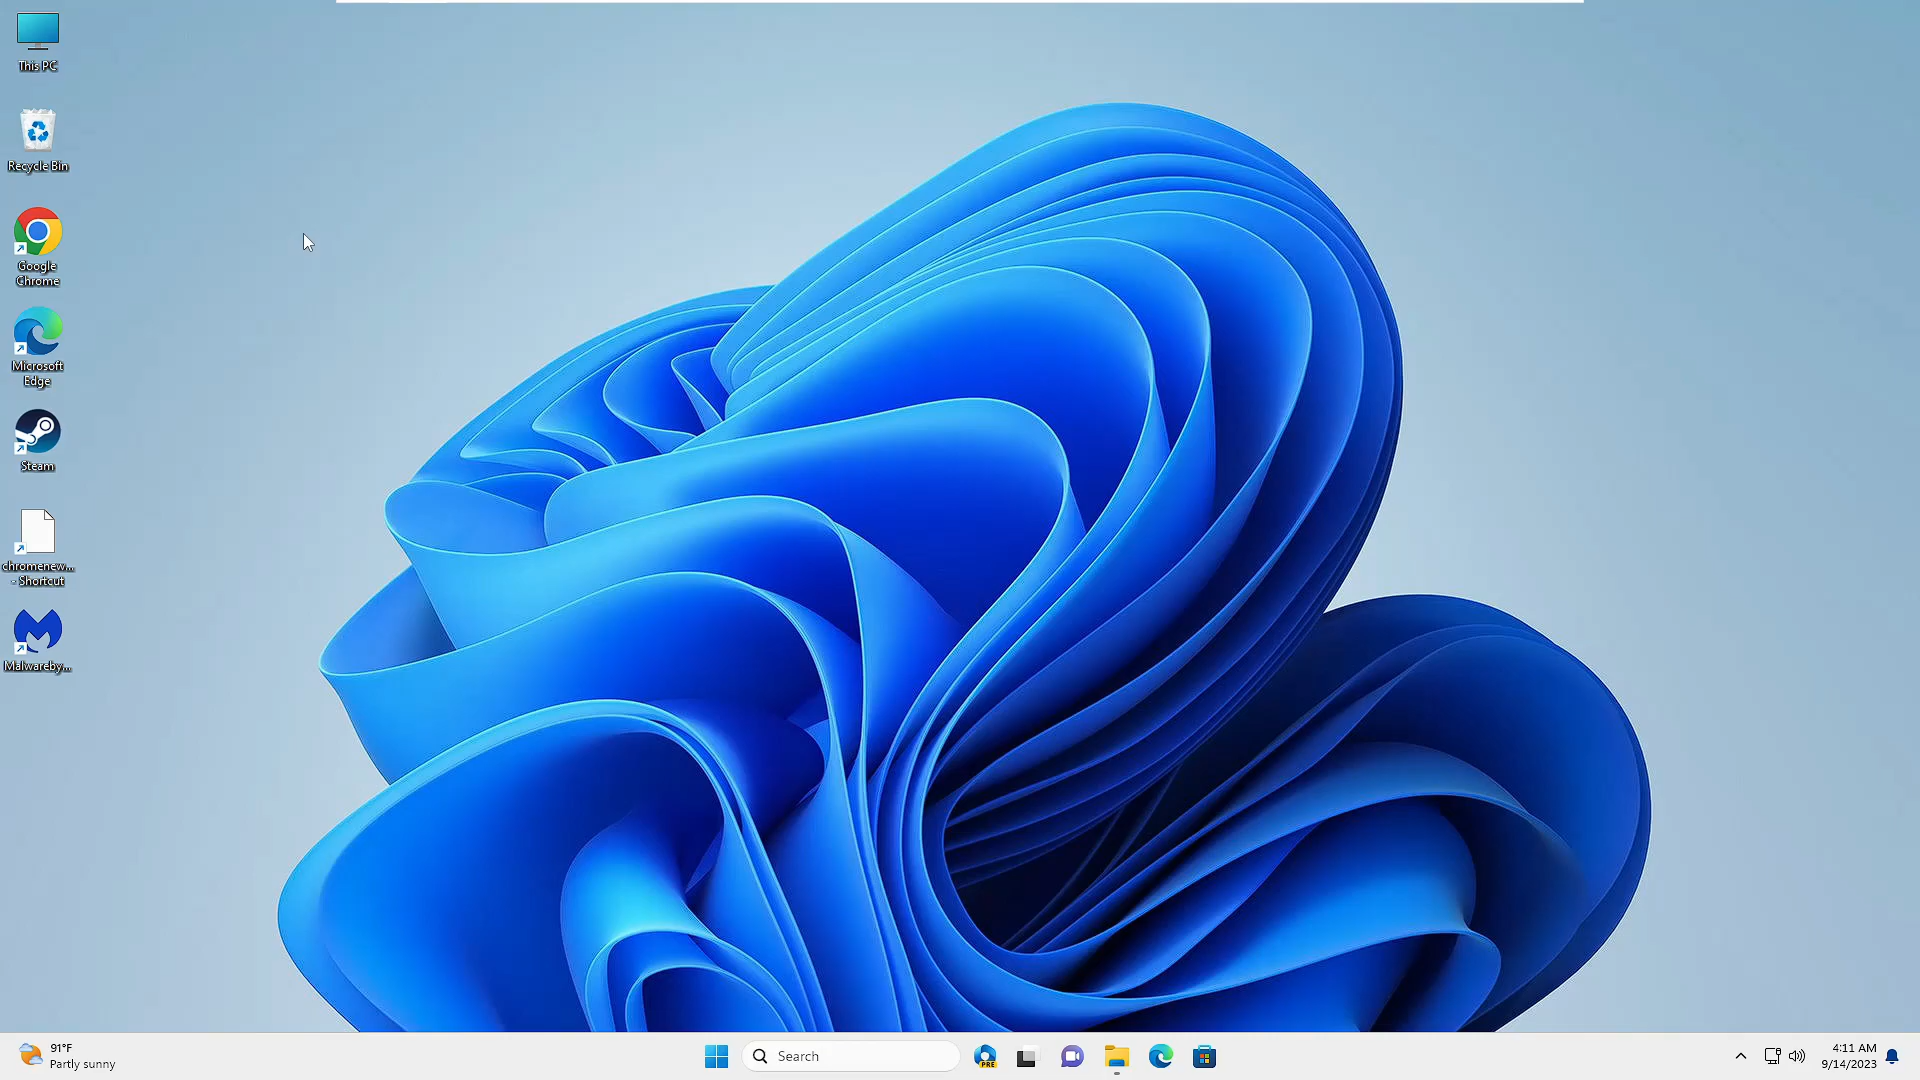 This PC
Recycle Bin
Google
Chrome
Microsoft
Edge
Steam
chromenew...
- Shortcut
Malwareby...
91°F
Partly sunny
Search
PRE
4:11 AM
9/14/2023